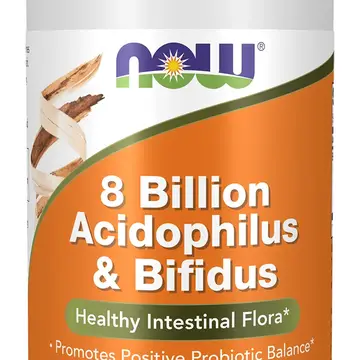 NOW®
8 Billion
Acidophilus
& Bifidus
Healthy Intestinal Flora*
• Promotes Positive Probiotic Balance*